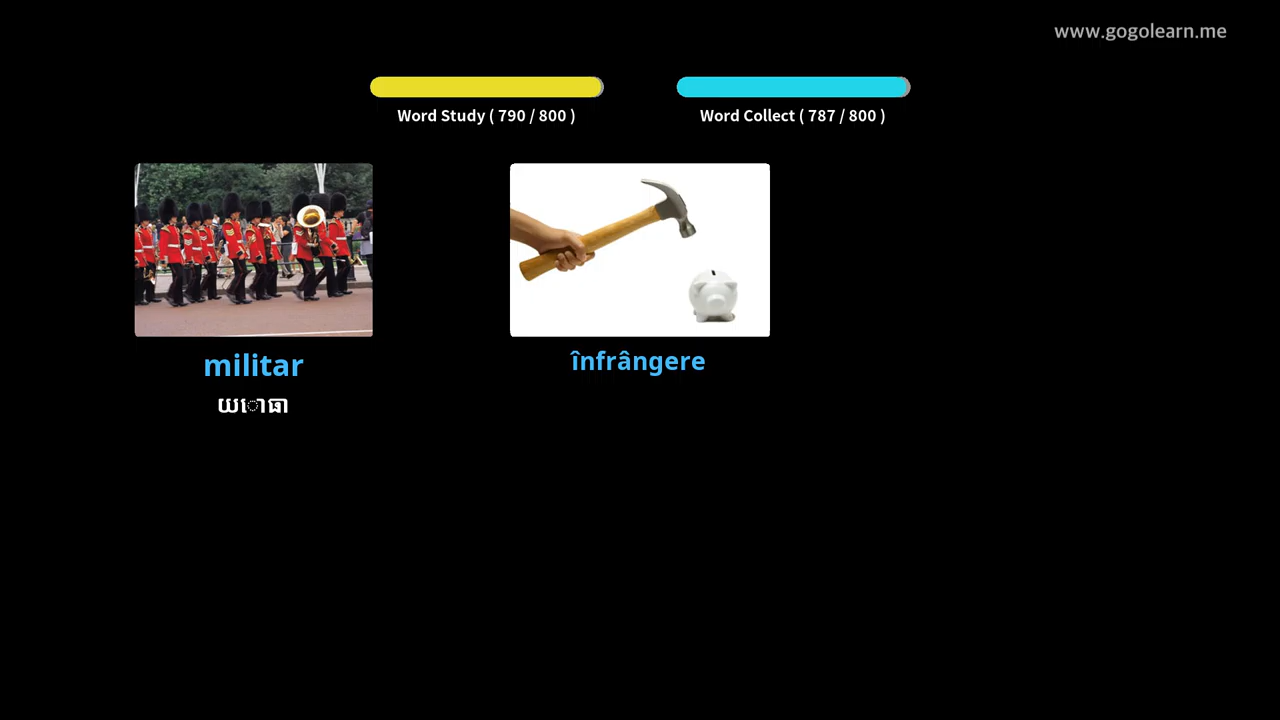 www.gogolearn.me
Word Study ( 790 / 800 )
Word Collect ( 787 / 800 )
militar
យោធា
înfrângere